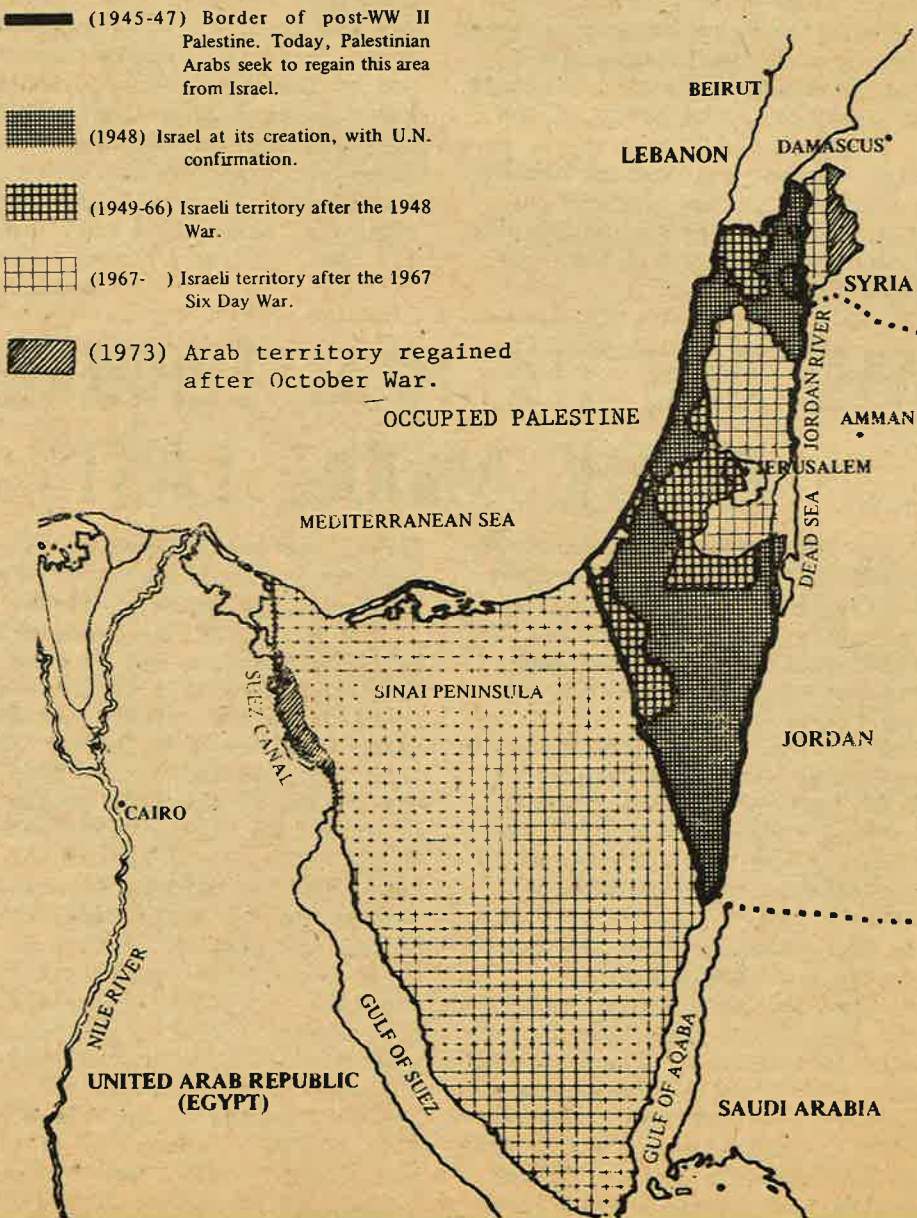 (1945-47) Border of post-WW II
Palestine. Today, Palestinian
Arabs seek to regain this area
from Israel.
(1948) Israel at its creation, with U.N.
confirmation.
(1949-66) Israeli territory after the 1948
War.
(1967- ) Israeli territory after the 1967
Six Day War.
(1973) Arab territory regained
after October War.
OCCUPIED PALESTINE
BEIRUT
LEBANON
DAMASCUS
SYRIA
JORDAN RIVER
AMMAN
JERUSALEM
DEAD SEA
MEDITERRANEAN SEA
SINAI PENINSULA
SUEZ CANAL
JORDAN
CAIRO
NILE RIVER
GULF OF SUEZ
GULF OF AQABA
UNITED ARAB REPUBLIC
(EGYPT)
SAUDI ARABIA